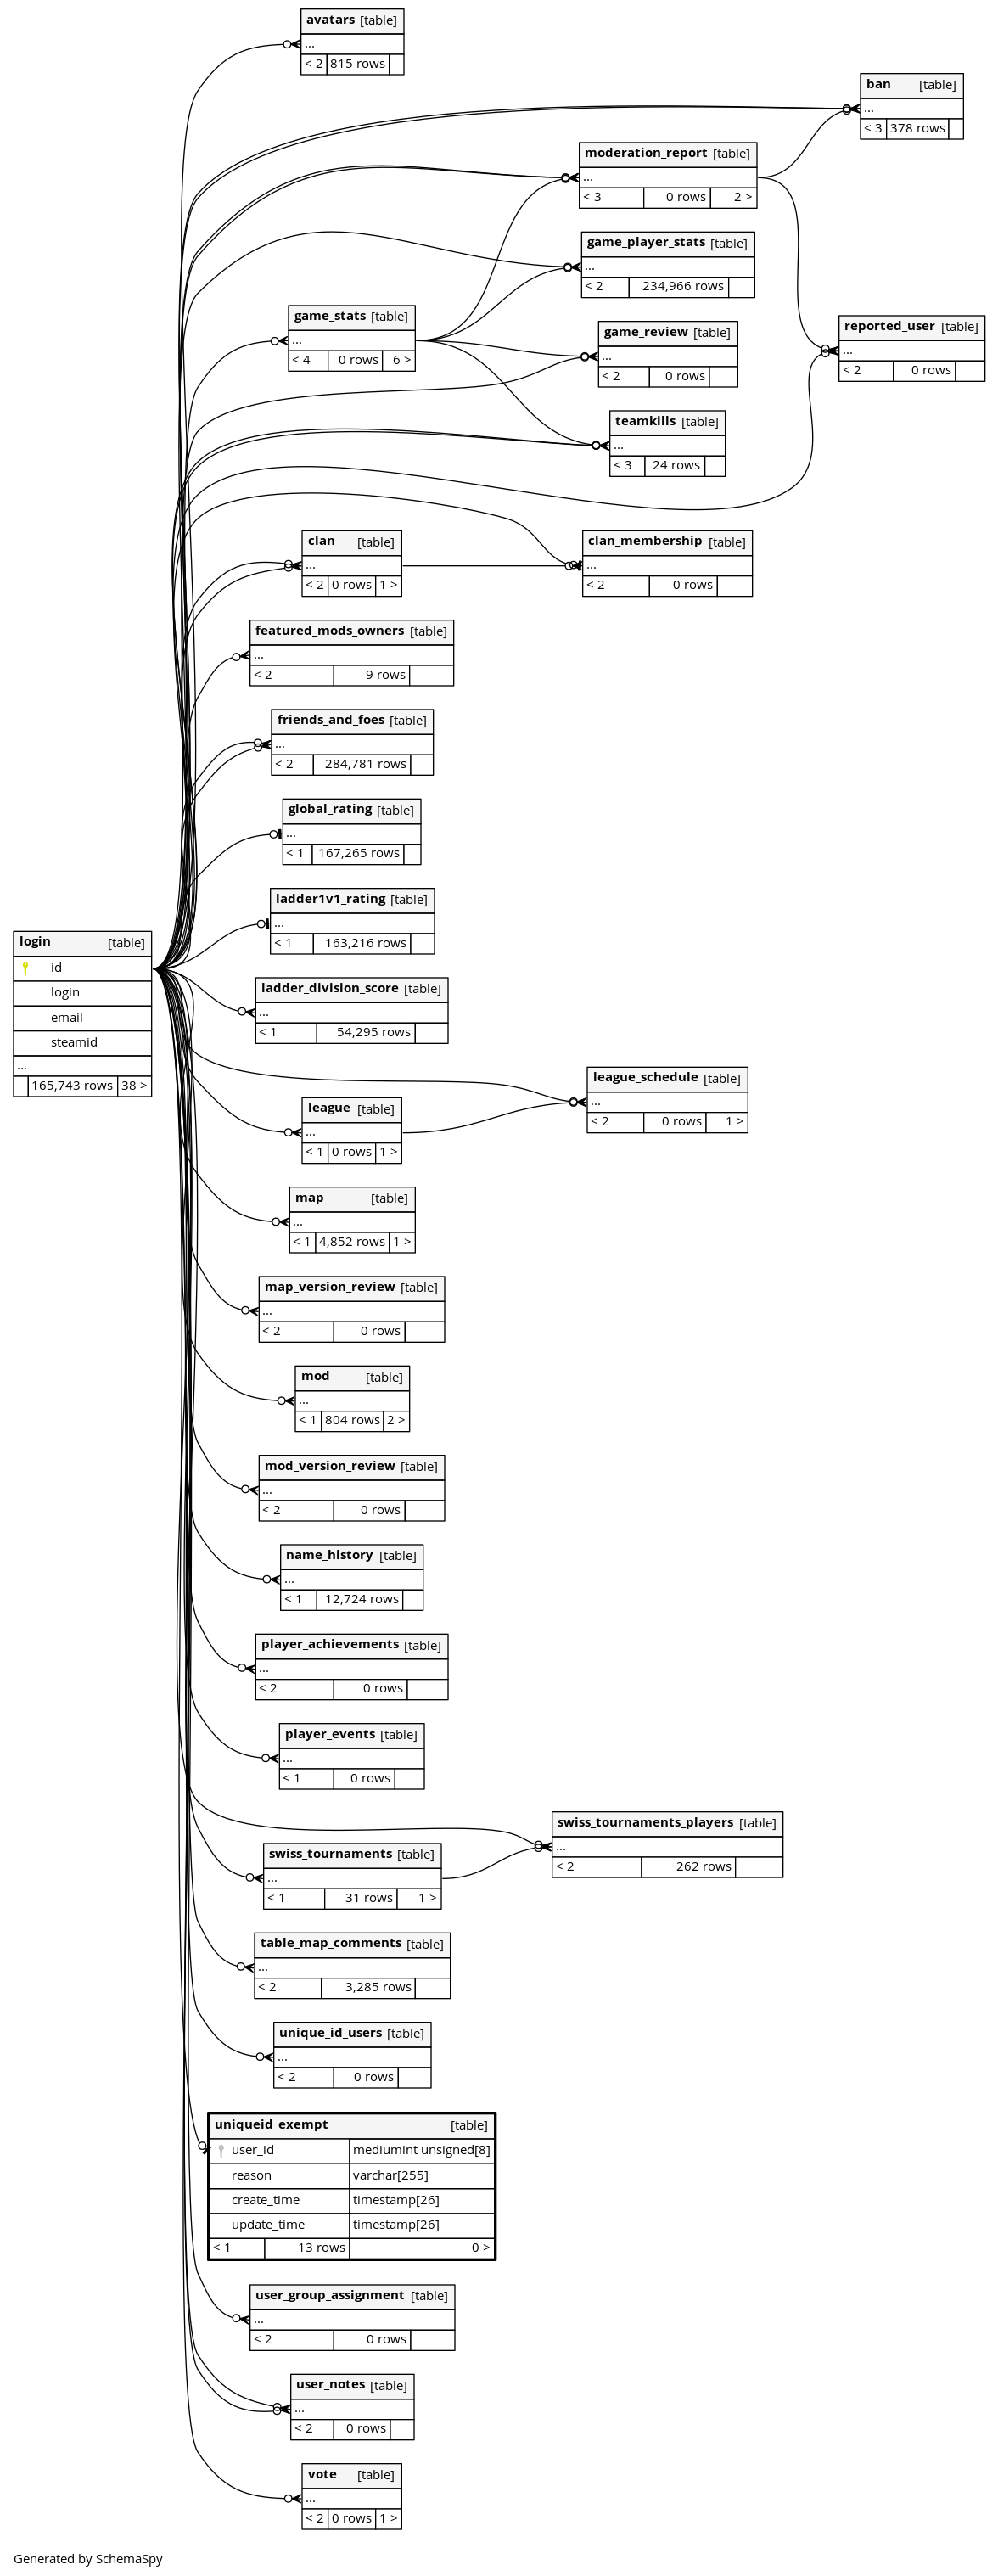 avatars [table]
...
< 2 815 rows
ban [table]
...
< 3 378 rows
moderation_report [table]
...
< 3 0 rows 2 >
game_player_stats [table]
...
< 2 234,966 rows
game_stats [table]
...
< 4 0 rows 6 >
game_review [table]
...
< 2 0 rows
reported_user [table]
...
< 2 0 rows
teamkills [table]
...
< 3 24 rows
clan [table]
...
< 2 0 rows 1 >
clan_membership [table]
...
< 2 0 rows
featured_mods_owners [table]
...
< 2 9 rows
friends_and_foes [table]
...
< 2 284,781 rows
global_rating [table]
...
< 1 167,265 rows
ladder1v1_rating [table]
...
< 1 163,216 rows
login [table]
id
login
email
steamid
...
165,743 rows 38 >
ladder_division_score [table]
...
< 1 54,295 rows
league_schedule [table]
...
< 2 0 rows 1 >
league [table]
...
< 1 0 rows 1 >
map [table]
...
< 1 4,852 rows 1 >
map_version_review [table]
...
< 2 0 rows
mod [table]
...
< 1 804 rows 2 >
mod_version_review [table]
...
< 2 0 rows
name_history [table]
...
< 1 12,724 rows
player_achievements [table]
...
< 2 0 rows
player_events [table]
...
< 1 0 rows
swiss_tournaments_players [table]
...
< 2 262 rows
swiss_tournaments [table]
...
< 1 31 rows 1 >
table_map_comments [table]
...
< 2 3,285 rows
unique_id_users [table]
...
< 2 0 rows
uniqueid_exempt [table]
user_id mediumint unsigned[8]
reason varchar[255]
create_time timestamp[26]
update_time timestamp[26]
< 1 13 rows 0 >
user_group_assignment [table]
...
< 2 0 rows
user_notes [table]
...
< 2 0 rows
vote [table]
...
< 2 0 rows 1 >
Generated by SchemaSpy